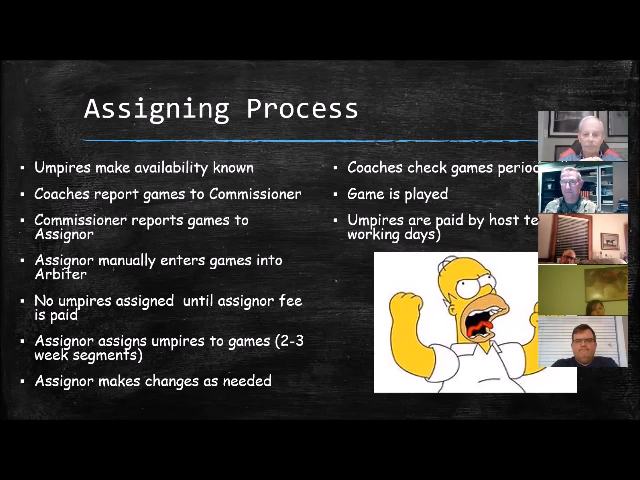 Assigning Process
Umpires make availability known
Coaches report games to Commissioner
Commissioner reports games to
Assignor
Assignor manually enters games into
Arbiter
No umpires assigned until assignor fee
is paid
Assignor assigns umpires to games (2-3
week segments)
Assignor makes changes as needed
Coaches check games
Game is played
Umpires are paid by host
working days)